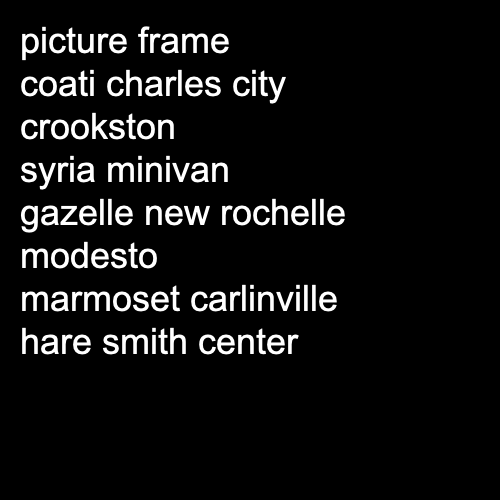 picture frame
coati charles city
crookston
syria minivan
gazelle new rochelle
modesto
marmoset carlinville
hare smith center